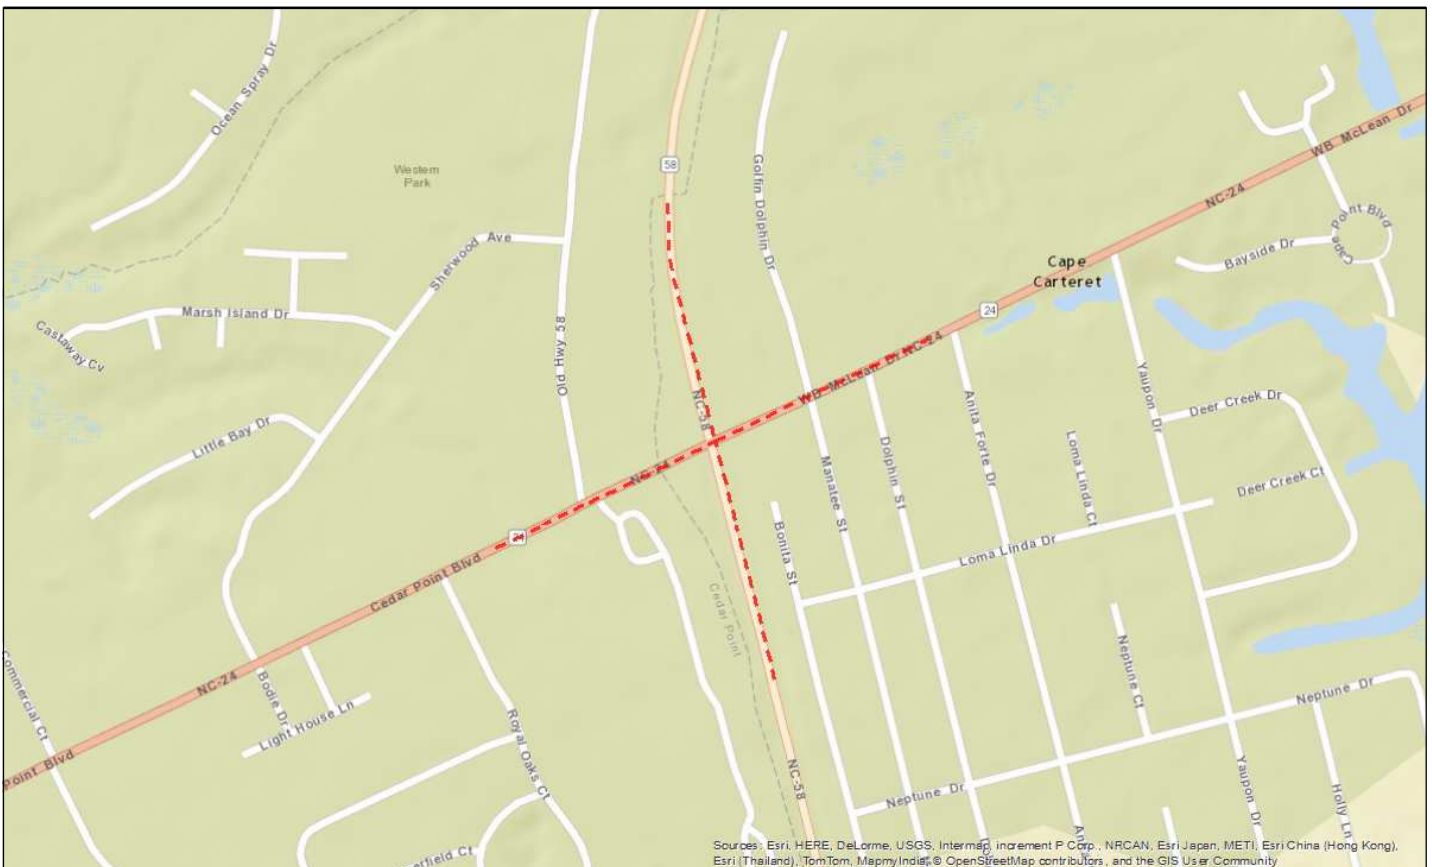 Ocean Spray Dr
58
WB McLean Dr
Western
Park
Golfin Dolphin Dr
NC-24
Cape Point Blvd
Sherwood Ave
Bayside Dr
Cape
Carteret
Marsh Island Dr
24
Castaway Cv
Old Hwy 58
WB McLean Dr NC-24
NC-58
Yaupon Dr
Deer Creek Dr
Anita Forte Dr
Little Bay Dr
Loma Linda Ct
Dolphin St
Manatee St
NC-24
Deer Creek Ct
24
Bonita St
Loma Linda Dr
Cedar Point Blvd
Cedar Point
Commercial Ct
Neptune Ct
NC-24
Bodie Dr
Light House Ln
Neptune Dr
Royal Oaks Ct
Point Blvd
NC-58
Neptune Dr
Yaupon Dr
Holly Ln
erfield Ct
Sources: Esri, HERE, DeLorme, USGS, Intermap, increment P Corp., NRCAN, Esri Japan, METI, Esri China (Hong Kong),
Esri (Thailand), TomTom, MapmyIndia, © OpenStreetMap contributors, and the GIS User Community